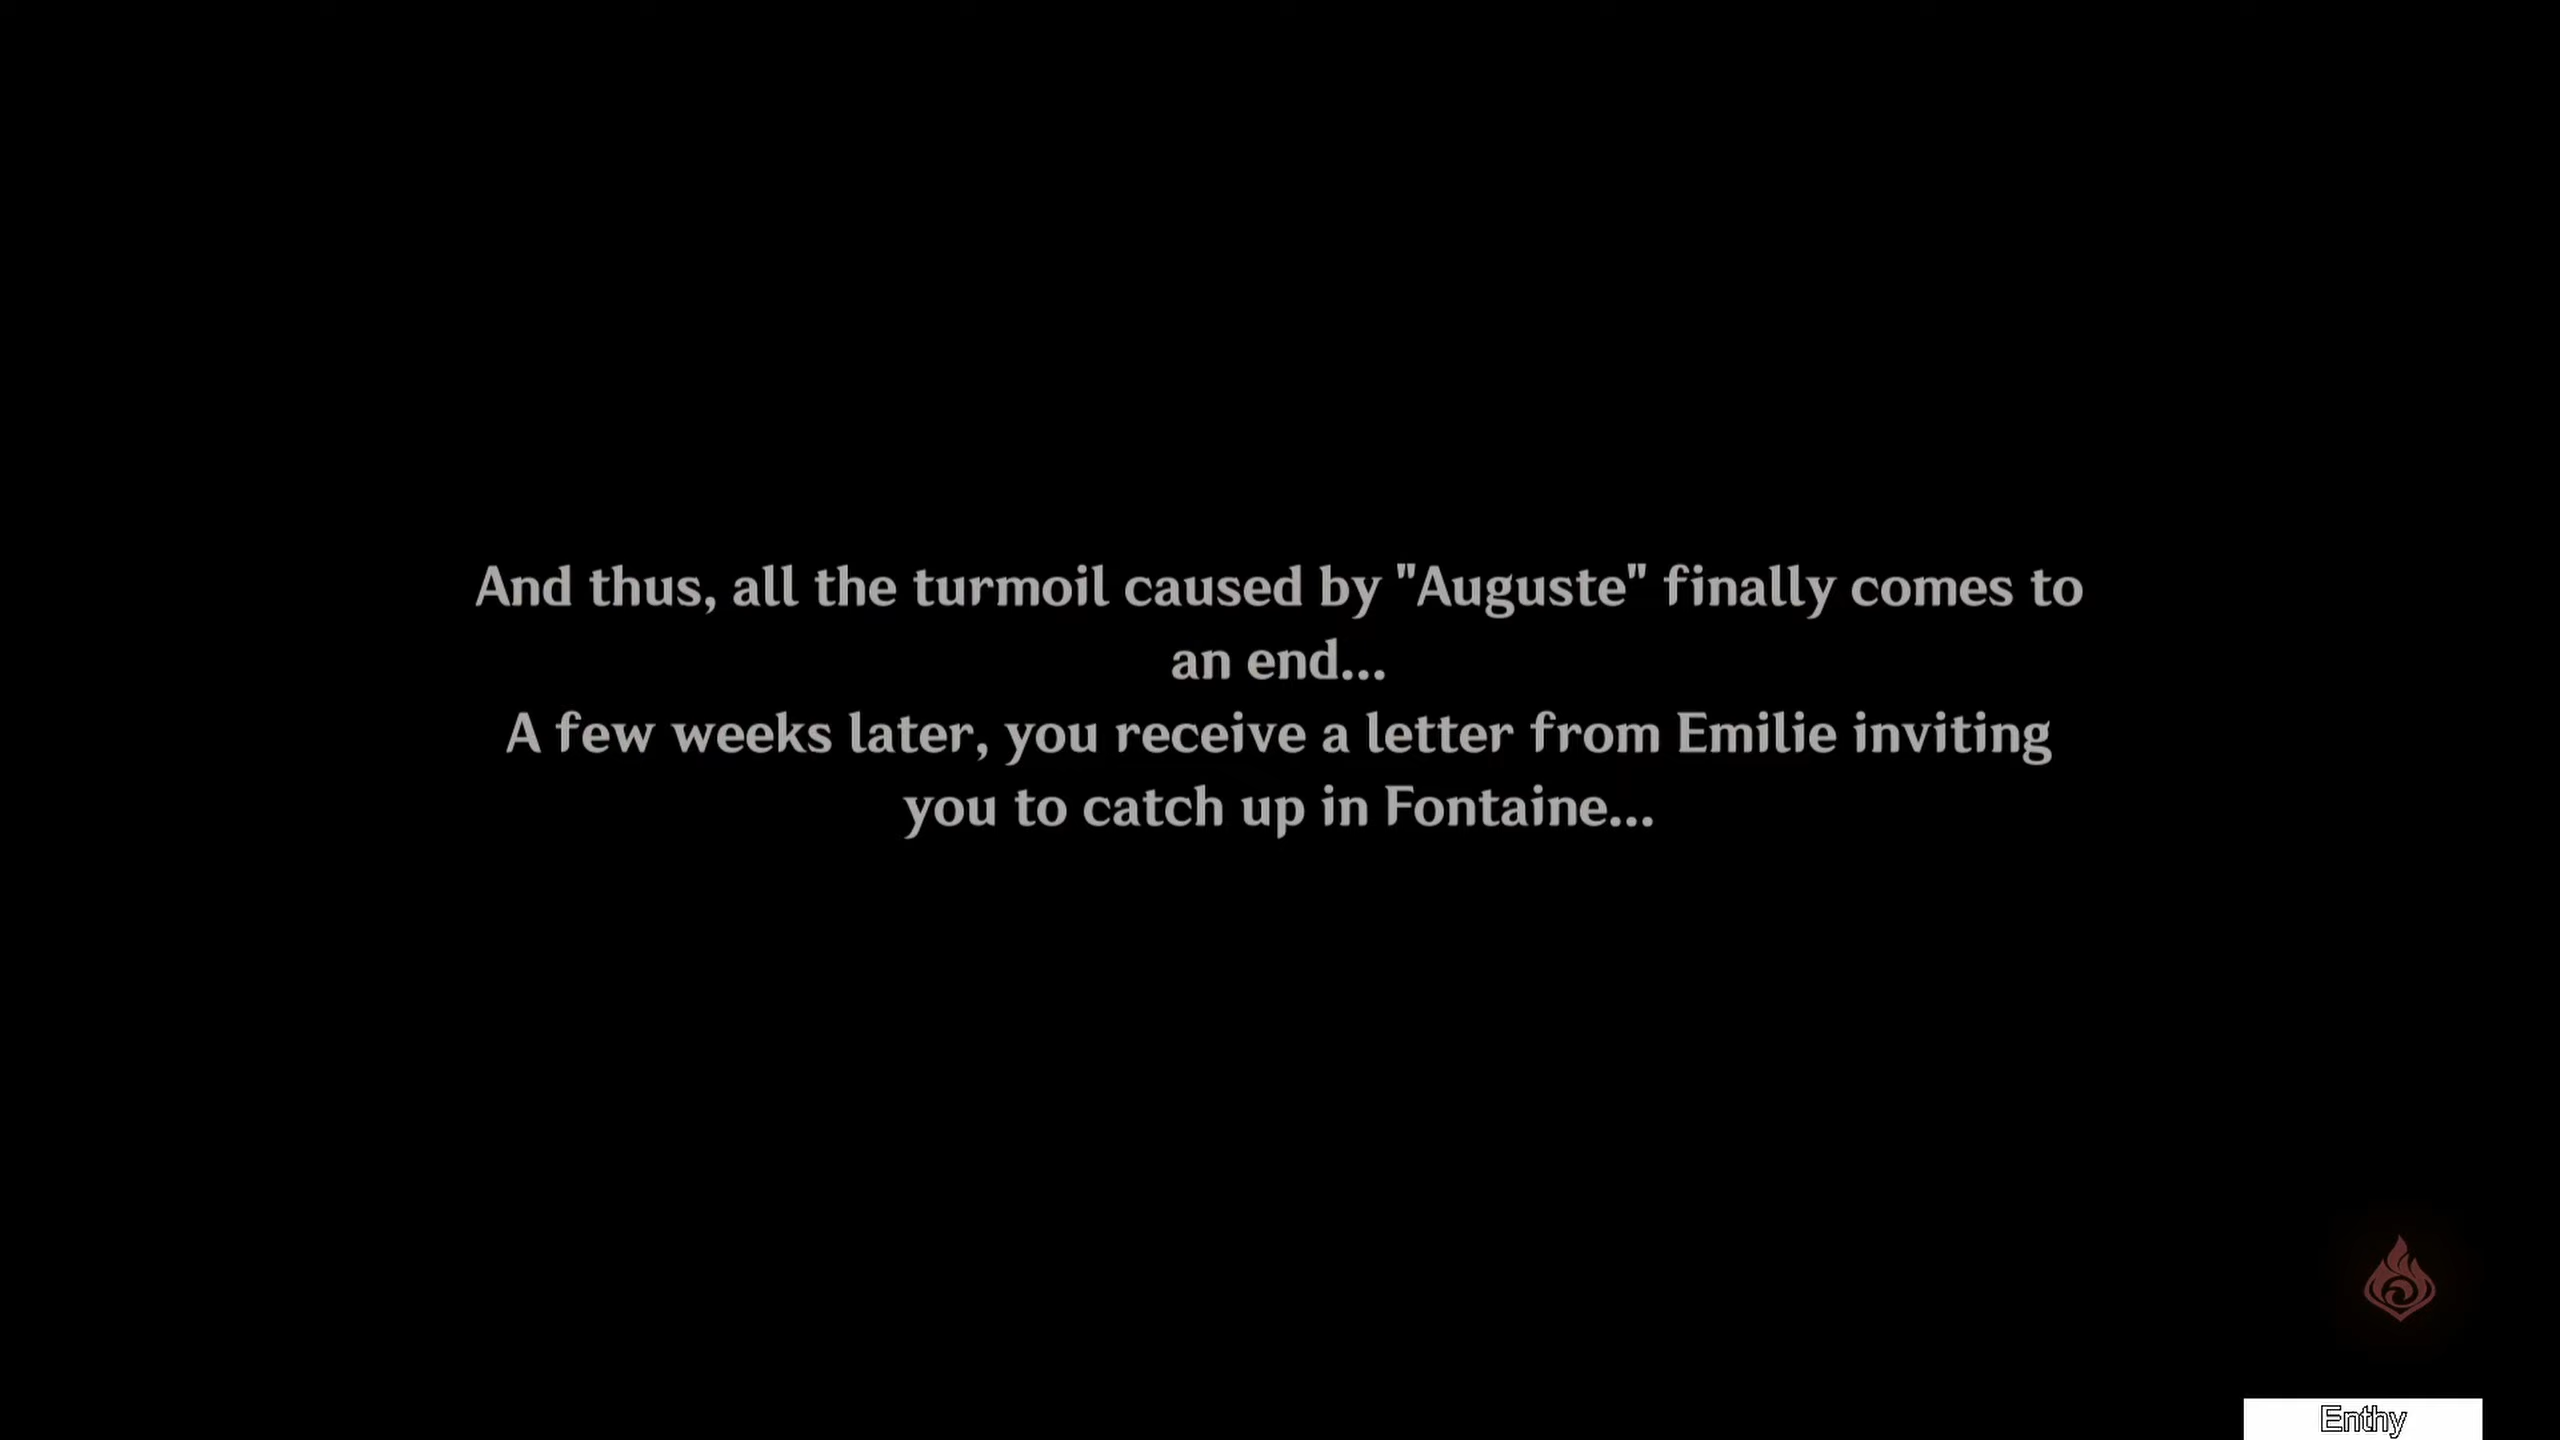 And thus, all the turmoil caused by "Auguste" finally comes to
an end...
A few weeks later, you receive a letter from Emilie inviting
you to catch up in Fontaine...
Enthy